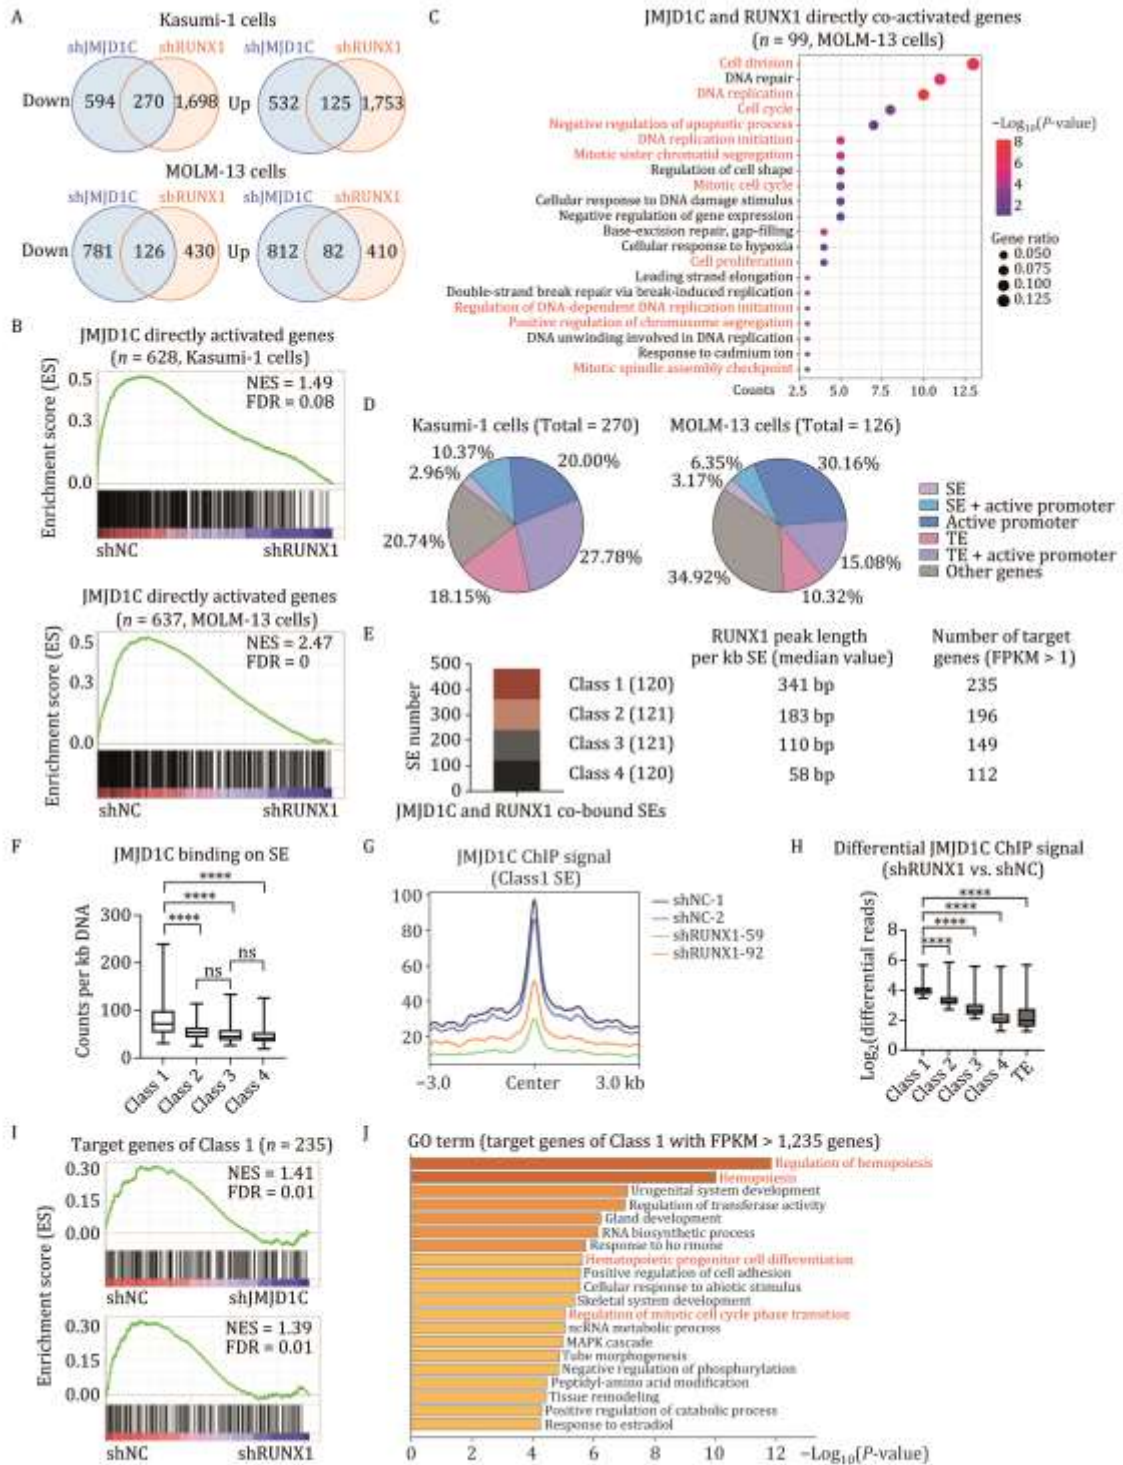 A
Kasumi-1 cells
shJMJD1C shRUNX1 shJMJD1C shRUNX1
Down 594 270 1,698 Up 532 125 1,753
MOLM-13 cells
shJMJD1C shRUNX1 shJMJD1C shRUNX1
Down 781 126 430 Up 812 82 410
B
JMJD1C directly activated genes
(n = 628, Kasumi-1 cells)
Enrichment score (ES)
0.5
0.3
0.0
NES = 1.49
FDR = 0.08
shNC shRUNX1
JMJD1C directly activated genes
(n = 637, MOLM-13 cells)
Enrichment score (ES)
0.5
0.3
0.0
NES = 2.47
FDR = 0
shNC shRUNX1
C
JMJD1C and RUNX1 directly co-activated genes
(n = 99, MOLM-13 cells)
Cell division
DNA repair
DNA replication
Cell cycle
Negative regulation of apoptotic process
DNA replication initiation
Mitotic sister chromatid segregation
Regulation of cell shape
Mitotic cell cycle
Cellular response to DNA damage stimulus
Negative regulation of gene expression
Base-excision repair, gap-filling
Cellular response to hypoxia
Cell proliferation
Leading strand elongation
Double-strand break repair via break-induced replication
Regulation of DNA-dependent DNA replication initiation
Positive regulation of chromosome segregation
DNA unwinding involved in DNA replication
Response to cadmium ion
Mitotic spindle assembly checkpoint
Counts 2.5 5.0 7.5 10.0 12.5
−Log10(P-value)
8
6
4
2
Gene ratio
0.050
0.075
0.100
0.125
D
Kasumi-1 cells (Total = 270)
10.37%
20.00%
2.96%
20.74%
27.78%
18.15%
MOLM-13 cells (Total = 126)
6.35%
30.16%
3.17%
15.08%
34.92%
10.32%
SE
SE + active promoter
Active promoter
TE
TE + active promoter
Other genes
E
RUNX1 peak length Number of target
per kb SE (median value) genes (FPKM > 1)
SE number
500
400
300
200
100
0
Class 1 (120) 341 bp 235
Class 2 (121) 183 bp 196
Class 3 (121) 110 bp 149
Class 4 (120) 58 bp 112
JMJD1C and RUNX1 co-bound SEs
F
JMJD1C binding on SE
Counts per kb DNA
300
100
0
****
****
****
ns
ns
Class 1 Class 2 Class 3 Class 4
G
JMJD1C ChIP signal
(Class1 SE)
100
80
60
40
20
−3.0 Center 3.0 kb
shNC-1
shNC-2
shRUNX1-59
shRUNX1-92
H
Differential JMJD1C ChIP signal
(shRUNX1 vs. shNC)
Log2(differential reads)
8
6
4
2
0
****
****
****
****
Class 1 Class 2 Class 3 Class 4 TE
I
Target genes of Class 1 (n = 235)
Enrichment score (ES)
0.30
0.15
0.00
NES = 1.41
FDR = 0.01
shNC shJMJD1C
0.30
0.15
0.00
NES = 1.39
FDR = 0.01
shNC shRUNX1
J
GO term (target genes of Class 1 with FPKM > 1,235 genes)
Regulation of hemopoiesis
Hemopoiesis
Urogenital system development
Regulation of transferase activity
Gland development
RNA biosynthetic process
Response to hormone
Hematopoietic progenitor cell differentiation
Positive regulation of cell adhesion
Cellular response to abiotic stimulus
Skeletal system development
Regulation of mitotic cell cycle phase transition
ncRNA metabolic process
MAPK cascade
Tube morphogenesis
Negative regulation of phosphorylation
Peptidyl-amino acid modification
Tissue remodeling
Positive regulation of catabolic process
Response to estradiol
0 2 4 6 8 10 12 −Log10(P-value)